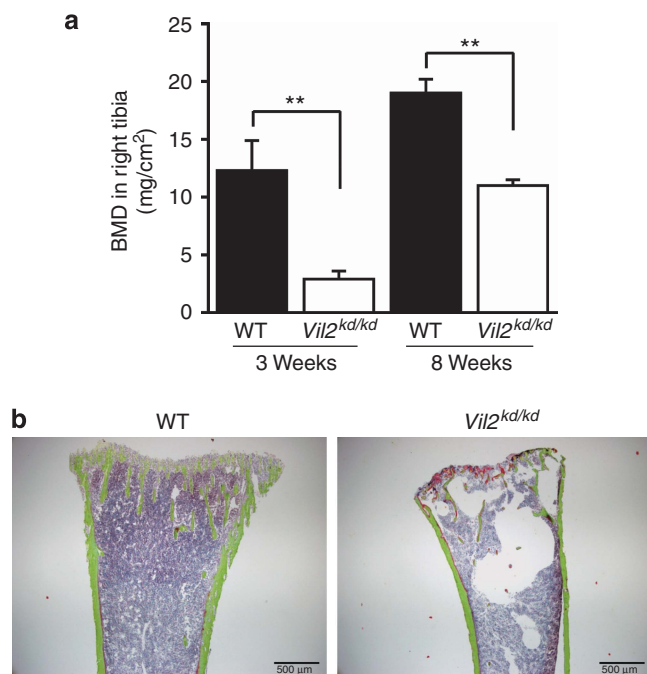 a
BMD in right tibia
(mg/cm²)
25
20
15
10
5
0
**
**
WT
Vil2kd/kd
WT
Vil2kd/kd
3 Weeks
8 Weeks
b
WT
Vil2kd/kd
500 μm
500 μm